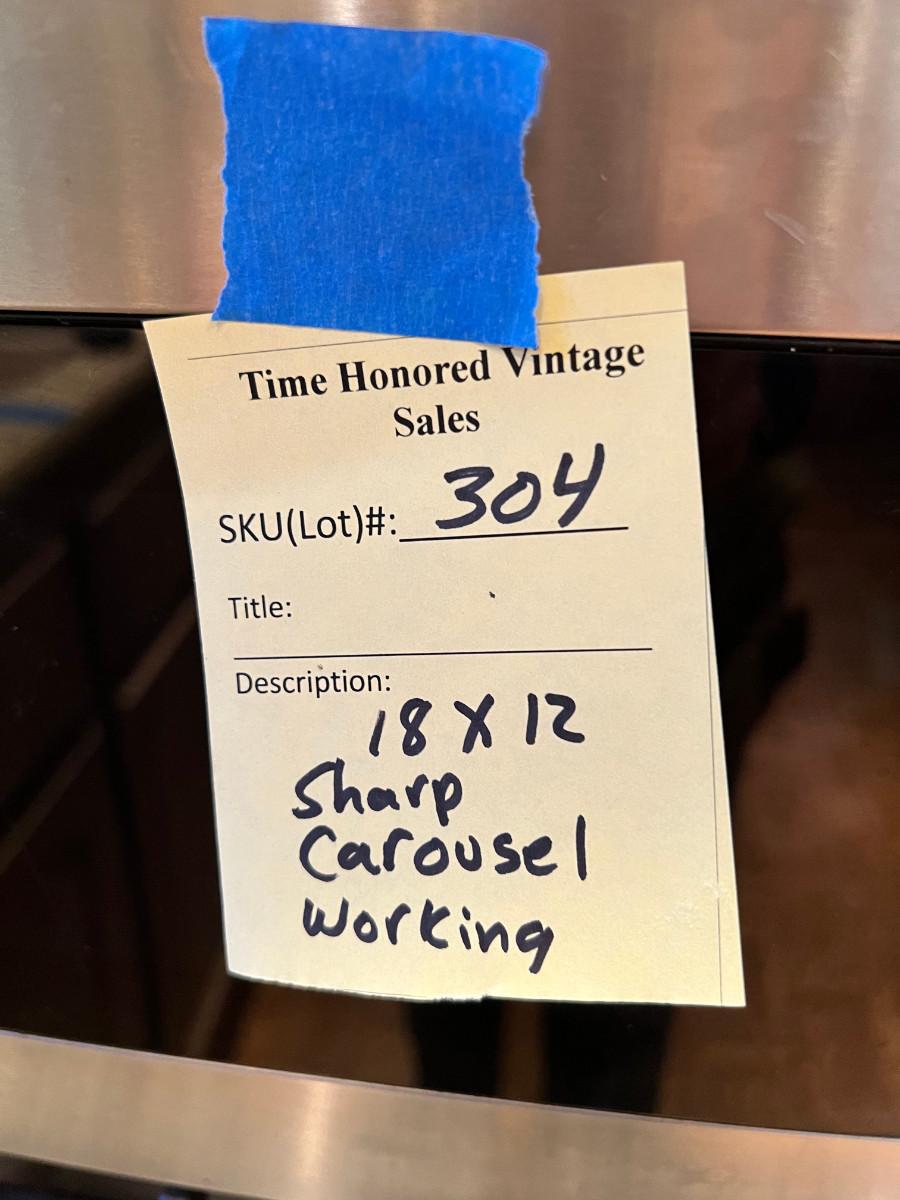 Time Honored Vintage
Sales
SKU(Lot)#: 304
Title:
Description:
18 X 12
Sharp
Carousel
Working